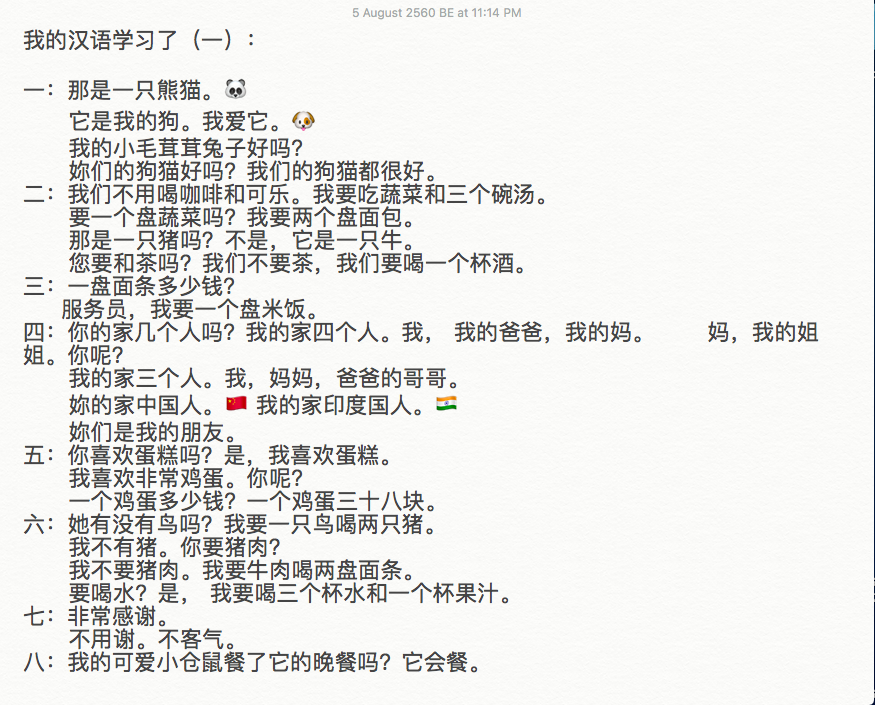 5 August 2560 BE at 11:14 PM
我的汉语学习了（一）：
一：那是一只熊猫。🐼
它是我的狗。我爱它。🐶
我的小毛茸茸兔子好吗？
妳们的狗猫好吗？我们的狗猫都很好。
二：我们不用喝咖啡和可乐。我要吃蔬菜和三个碗汤。
要一个盘蔬菜吗？我要两个盘面包。
那是一只猪吗？不是，它是一只牛。
您要和茶吗？我们不要茶，我们要喝一个杯酒。
三：一盘面条多少钱？
服务员，我要一个盘米饭。
四：你的家几个人吗？我的家四个人。我， 我的爸爸，我的妈。 妈，我的姐
姐。你呢？
我的家三个人。我，妈妈，爸爸的哥哥。
妳的家中国人。🇨🇳 我的家印度国人。🇮🇳
妳们是我的朋友。
五：你喜欢蛋糕吗？是，我喜欢蛋糕。
我喜欢非常鸡蛋。你呢？
一个鸡蛋多少钱？一个鸡蛋三十八块。
六：她有没有鸟吗？我要一只鸟喝两只猪。
我不有猪。你要猪肉？
我不要猪肉。我要牛肉喝两盘面条。
要喝水？是， 我要喝三个杯水和一个杯果汁。
七：非常感谢。
不用谢。不客气。
八：我的可爱小仓鼠餐了它的晚餐吗？它会餐。